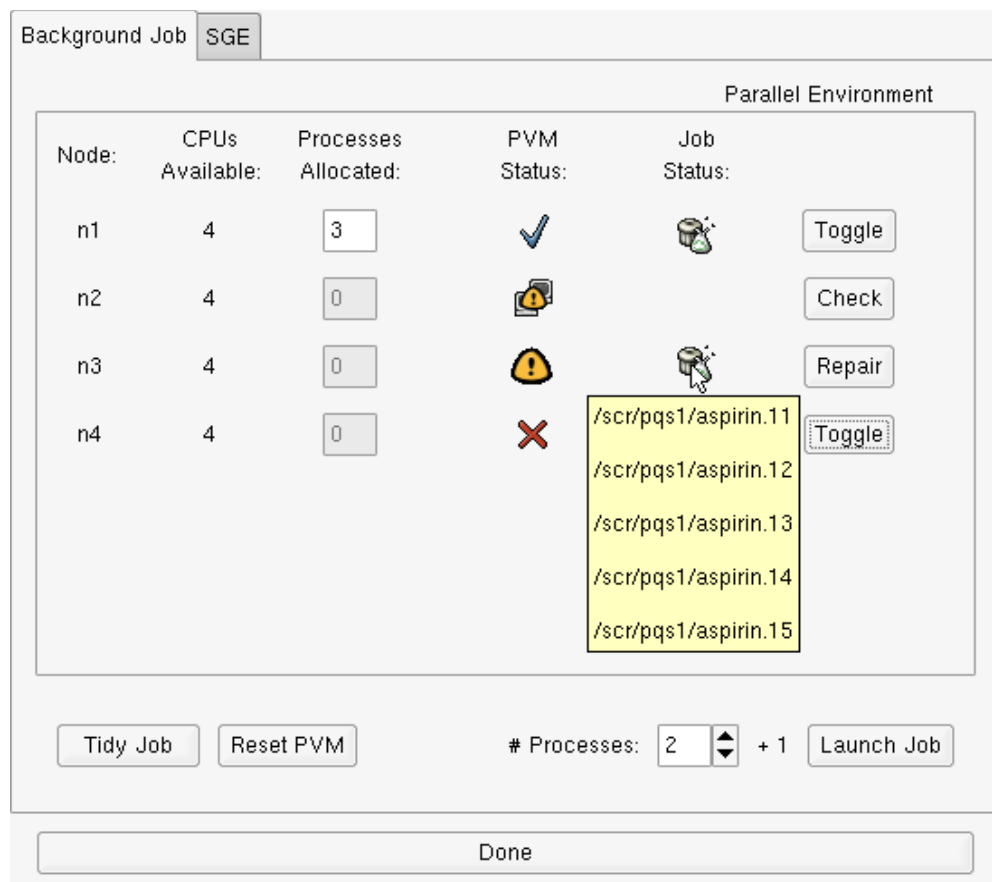 Background Job SGE
Parallel Environment
Node: CPUs Available: Processes Allocated: PVM Status: Job Status:
n1 4 3 Toggle
n2 4 0 Check
n3 4 0 Repair
n4 4 0 Toggle
/scr/pqs1/aspirin.11
/scr/pqs1/aspirin.12
/scr/pqs1/aspirin.13
/scr/pqs1/aspirin.14
/scr/pqs1/aspirin.15
Tidy Job Reset PVM # Processes: 2 + 1 Launch Job
Done